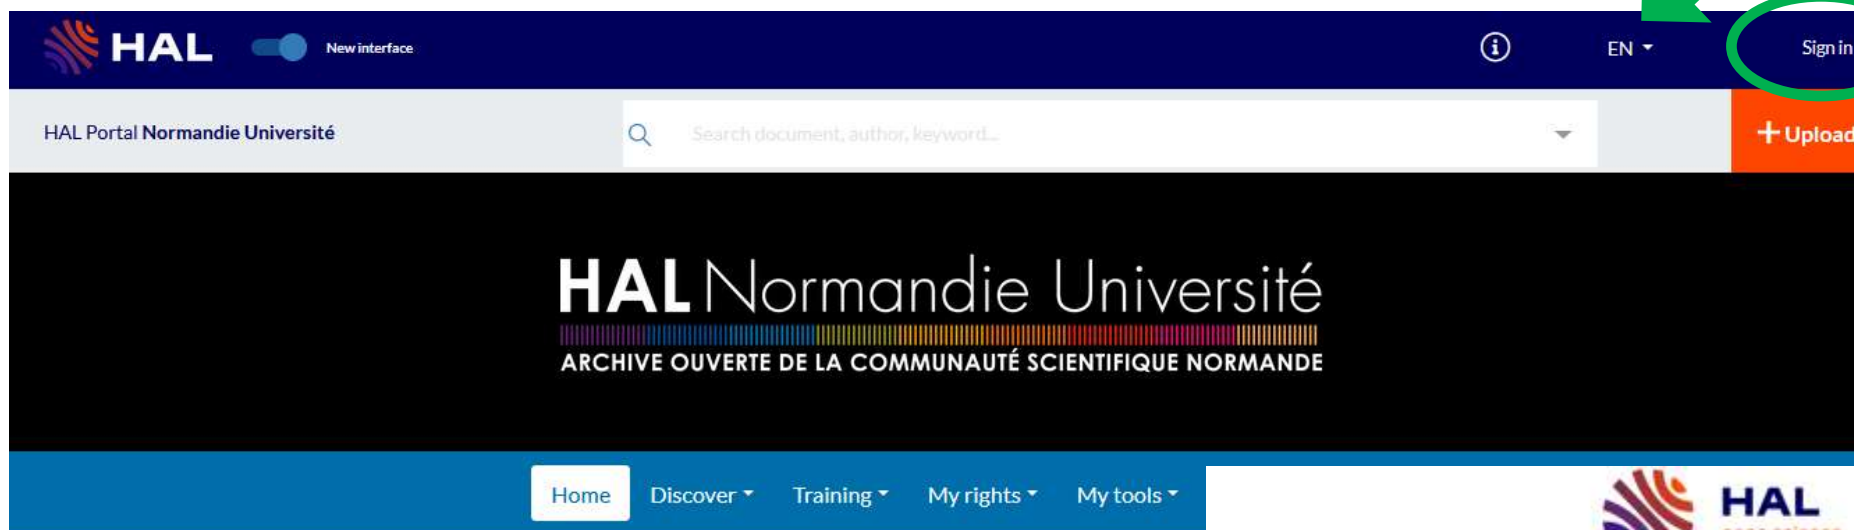 HAL New interface EN Sign in
HAL Portal Normandie Université Search document, author, keyword... + Upload
HAL Normandie Université
ARCHIVE OUVERTE DE LA COMMUNAUTÉ SCIENTIFIQUE NORMANDE
Home Discover Training My rights My tools
HAL